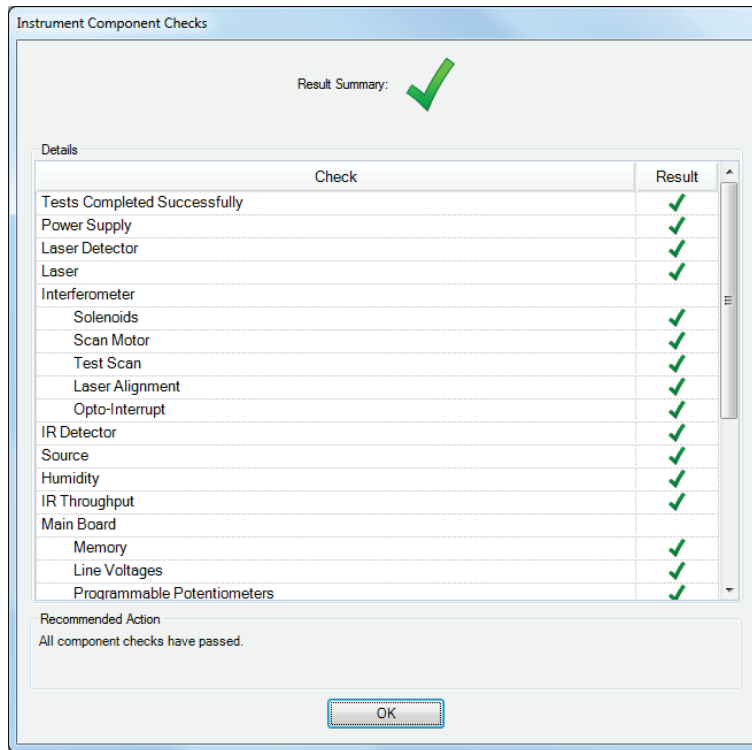 Instrument Component Checks
Result Summary:
Details
Check Result
Tests Completed Successfully
Power Supply
Laser Detector
Laser
Interferometer
Solenoids
Scan Motor
Test Scan
Laser Alignment
Opto-Interrupt
IR Detector
Source
Humidity
IR Throughput
Main Board
Memory
Line Voltages
Programmable Potentiometers
Recommended Action
All component checks have passed.
OK